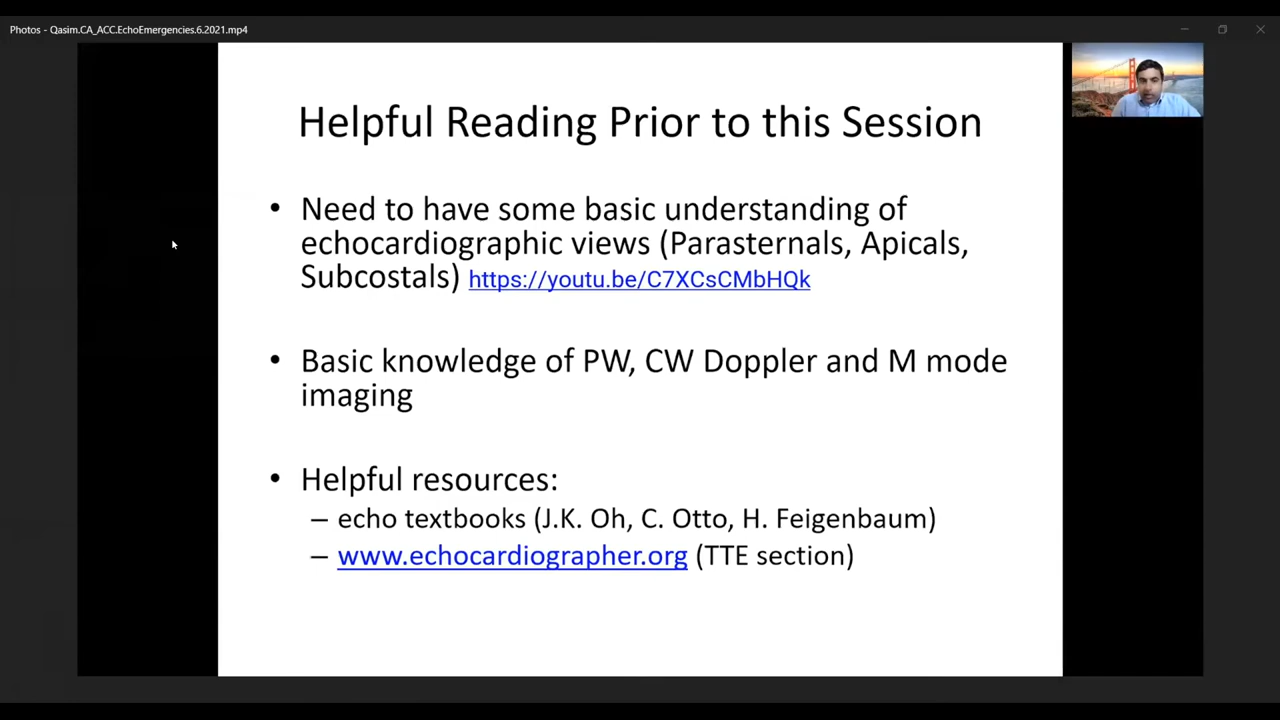 Photos - Qasim.CA_ACC.EchoEmergencies.6.2021.mp4
Helpful Reading Prior to this Session
• Need to have some basic understanding of
echocardiographic views (Parasternals, Apicals,
Subcostals) https://youtu.be/C7XCsCMbHQk
• Basic knowledge of PW, CW Doppler and M mode
imaging
• Helpful resources:
– echo textbooks (J.K. Oh, C. Otto, H. Feigenbaum)
– www.echocardiographer.org (TTE section)